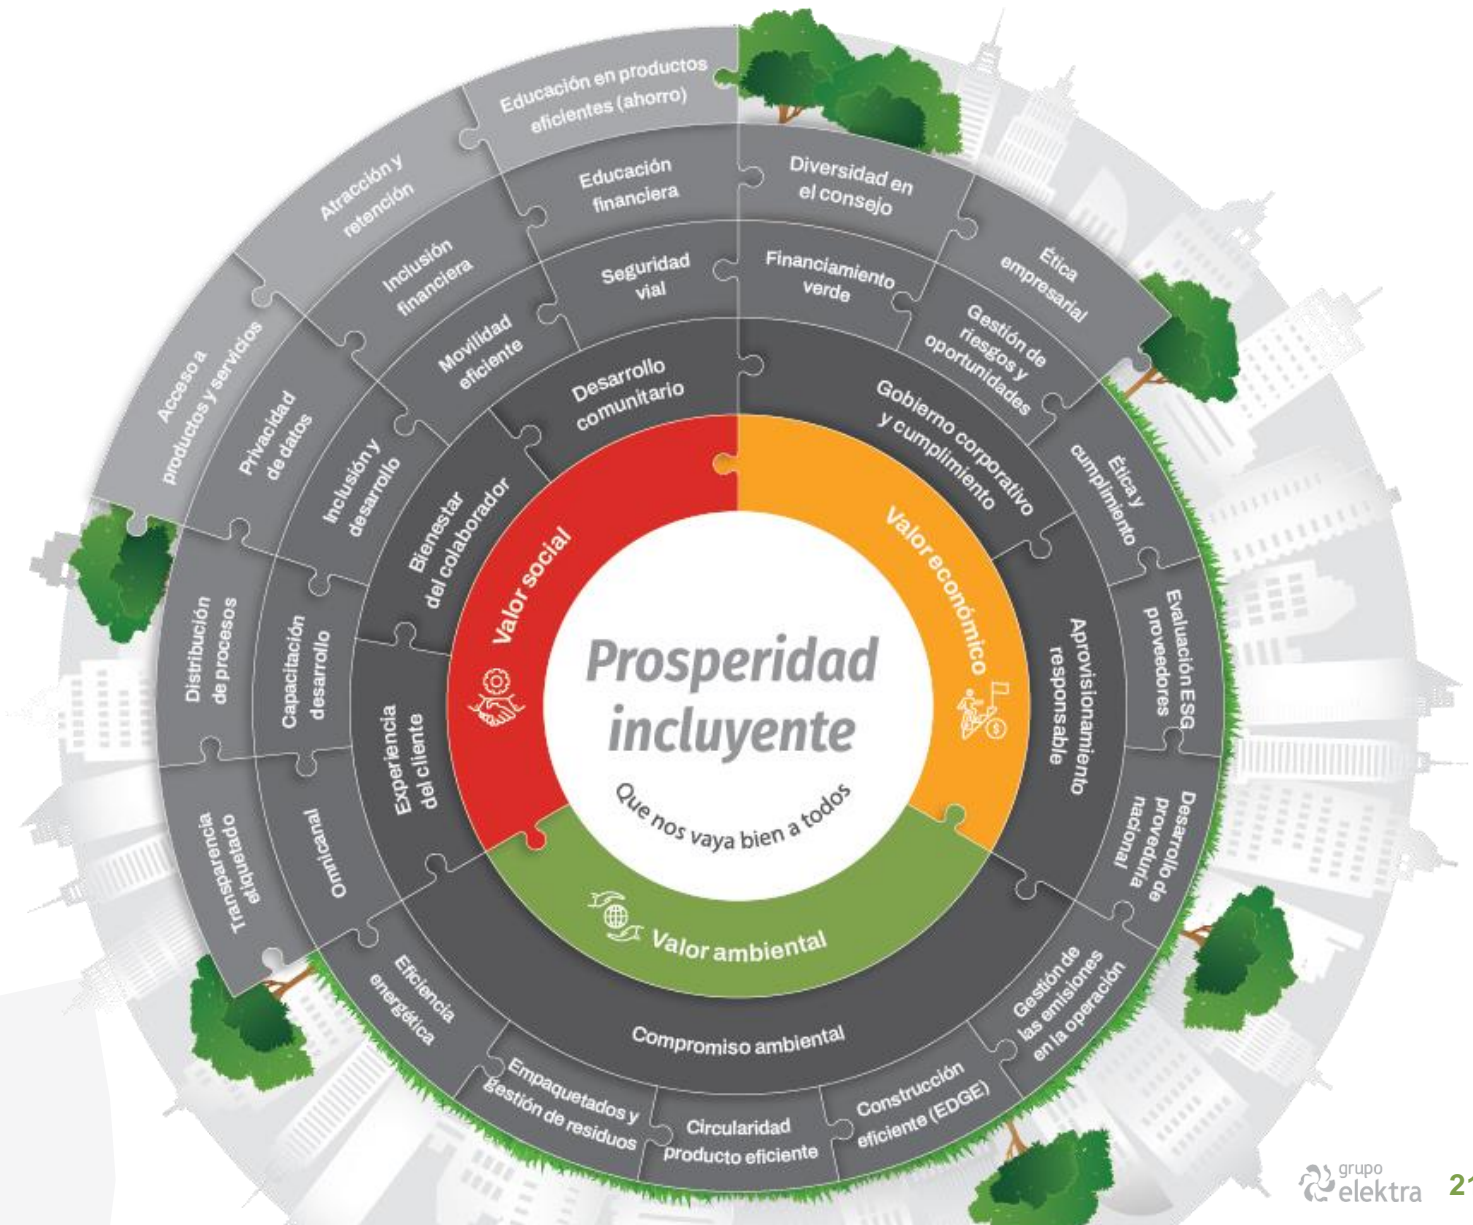 Educación en productos
eficientes (ahorro)
Atracción y
retención
Acceso a
productos y servicios
Educación
financiera
Inclusión
financiera
Privacidad
de datos
Distribución
de procesos
Transparencia
etiquetado
Seguridad
vial
Movilidad
eficiente
Inclusión y
desarrollo
Capacitación
desarrollo
Omnicanal
Desarrollo
comunitario
Bienestar
del colaborador
Experiencia
del cliente
Valor social
Diversidad en
el consejo
Ética
empresarial
Financiamiento
verde
Gestión de
riesgos y
oportunidades
Ética y
cumplimiento
Evaluación ESG
proveedores
Desarollo de
proveduria
nacional
Gobierno corporativo
y cumplimiento
Aprovisionamiento
responsable
Valor económico
Prosperidad
incluyente
Que nos vaya bien a todos
Valor ambiental
Compromiso ambiental
Eficiencia
energética
Empaquetados y
gestión de residuos
Circularidad
producto eficiente
Construcción
eficiente (EDGE)
Gestión de
las emisiones
en la operación
grupo
elektra
21